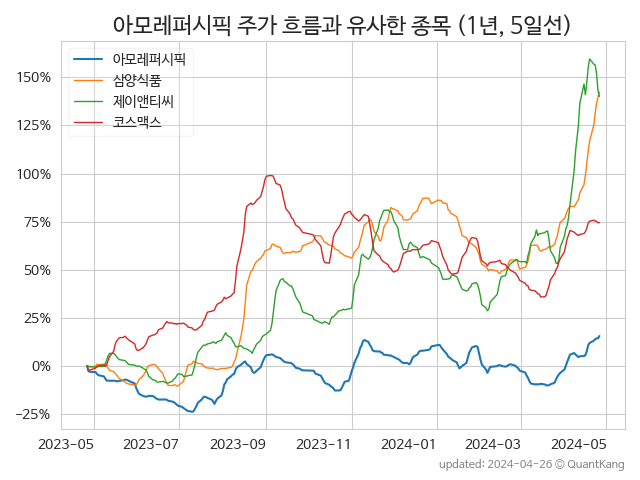 아모레퍼시픽 주가 흐름과 유사한 종목 (1년, 5일선)
아모레퍼시픽
삼양식품
제이앤티씨
코스맥스
150%
125%
100%
75%
50%
25%
0%
−25%
2023-05 2023-07 2023-09 2023-11 2024-01 2024-03 2024-05
updated: 2024-04-26 © QuantKang